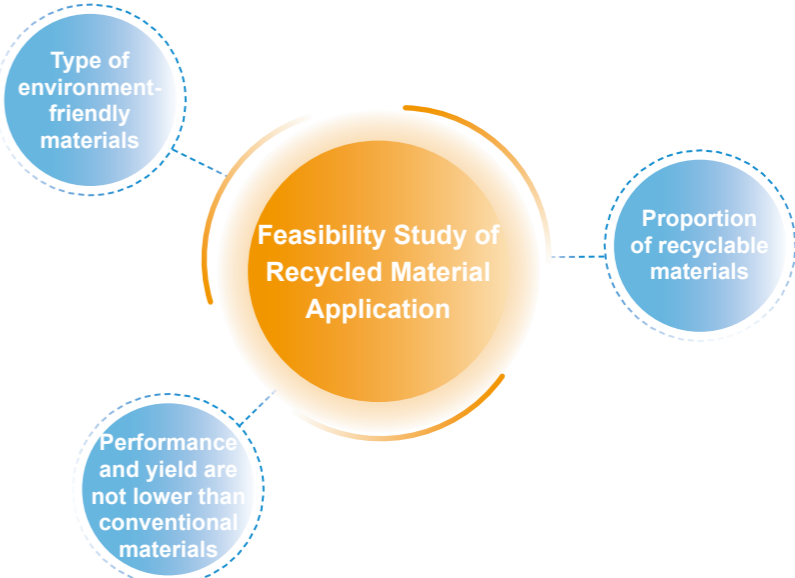 Type of
environment-
friendly
materials
Feasibility Study of
Recycled Material
Application
Proportion
of recyclable
materials
Performance
and yield are
not lower than
conventional
materials